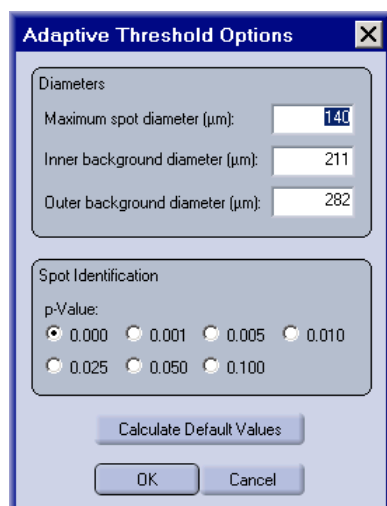 Adaptive Threshold Options
Diameters
Maximum spot diameter (µm): 140
Inner background diameter (µm): 211
Outer background diameter (µm): 282
Spot Identification
p-Value:
0.000 0.001 0.005 0.010
0.025 0.050 0.100
Calculate Default Values
OK Cancel